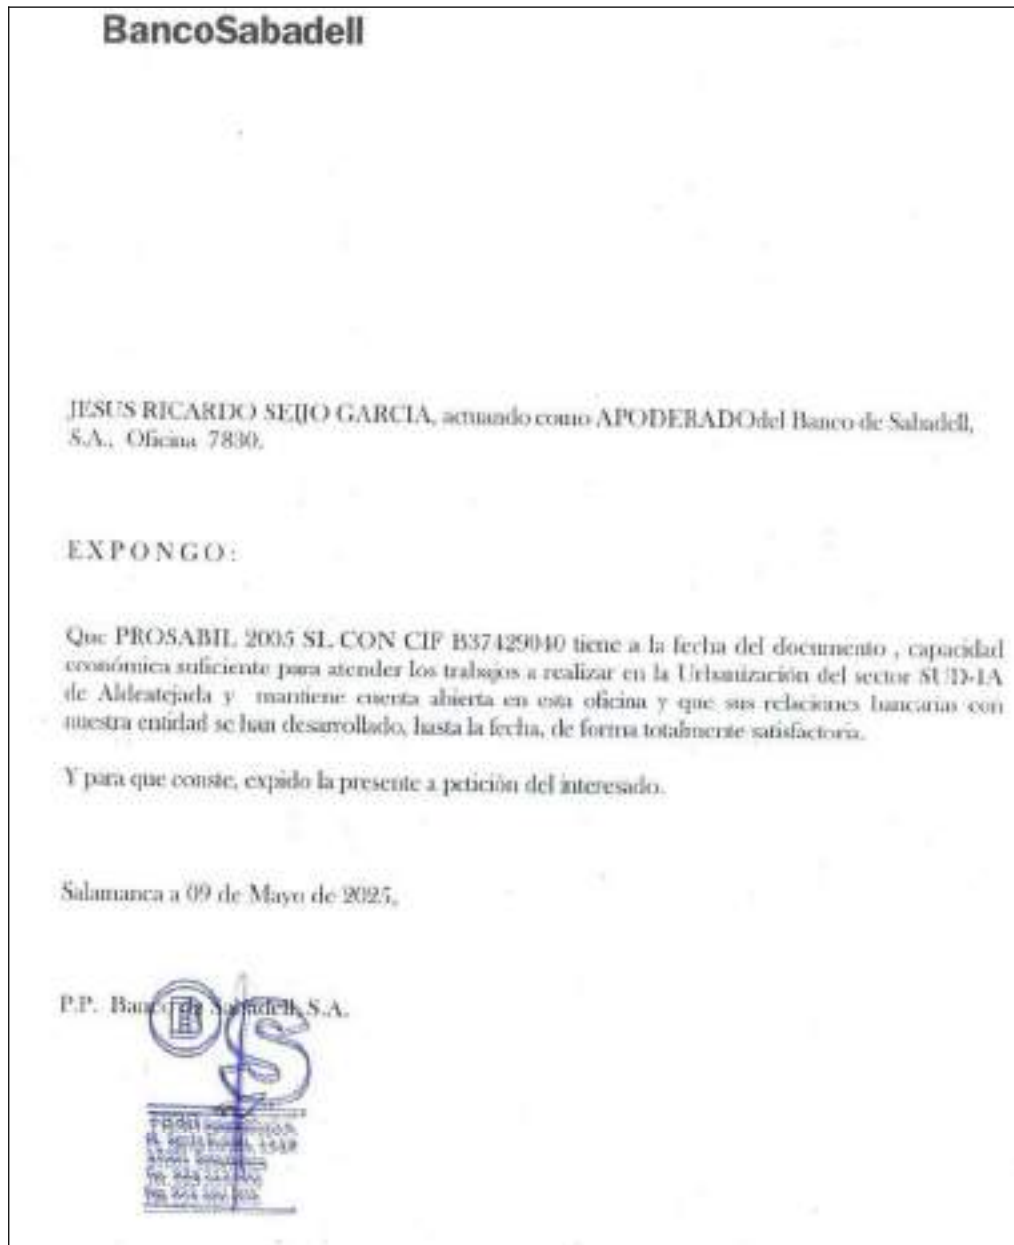 BancoSabadell
JESUS RICARDO SEIJO GARCIA, actuando como APODERADOdel Banco de Sabadell,
S.A., Oficina 7830,
E X P O N G O :
Que PROSABIL 2005 SL CON CIF B37429040 tiene a la fecha del documento , capacidad
económica suficiente para atender los trabajos a realizar en la Urbanización del sector SUD-1A
de Aldeatejada y mantiene cuenta abierta en esta oficina y que sus relaciones bancarias con
nuestra entidad se han desarrollado, hasta la fecha, de forma totalmente satisfactoria.
Y para que conste, expido la presente a petición del interesado.
Salamanca a 09 de Mayo de 2025,
P.P. Banco de Sabadell, S.A.
B S